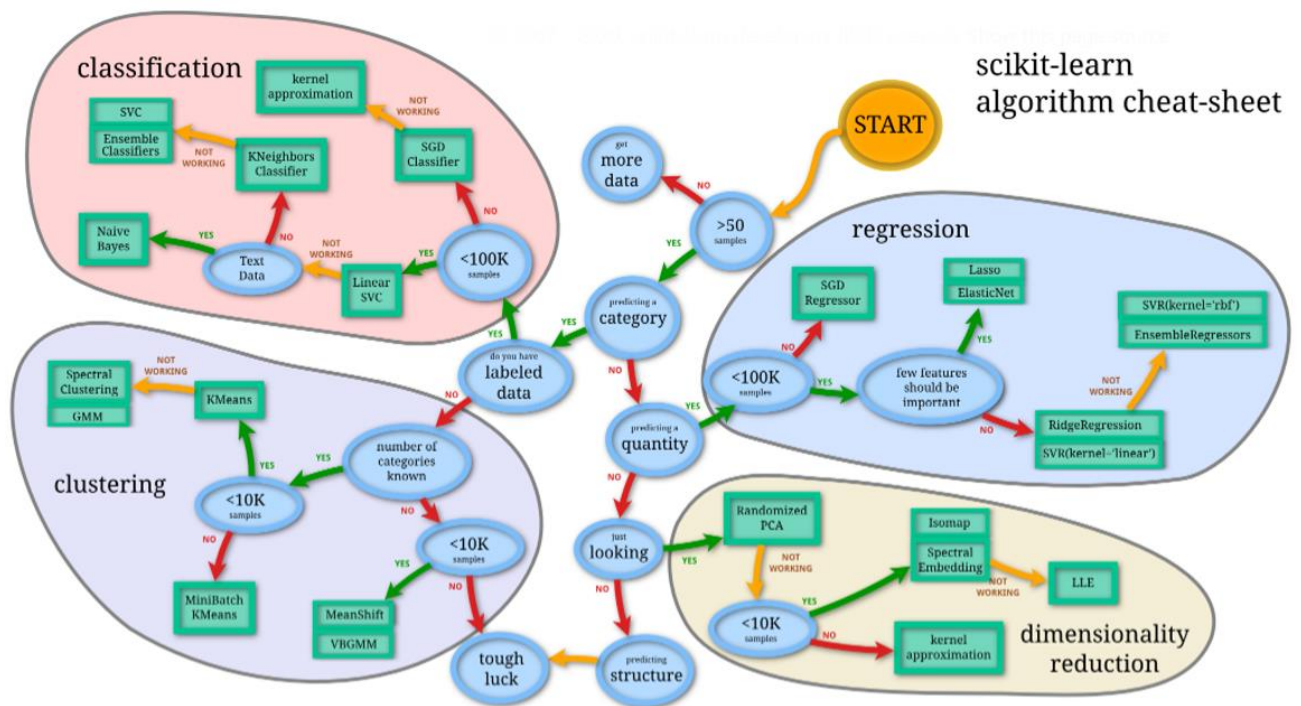 scikit-learn
algorithm cheat-sheet
START
classification
kernel
approximation
NOT
WORKING
SVC
Ensemble
Classifiers
NOT
WORKING
KNeighbors
Classifier
SGD
Classifier
NO
Naive
Bayes
YES
Text
Data
NO
NOT
WORKING
Linear
SVC
YES
<100K
samples
YES
get
more
data
NO
>50
samples
YES
predicting a
category
YES
NO
do you have
labeled
data
NO
predicting a
quantity
YES
NO
just
looking
YES
NO
predicting
structure
tough
luck
regression
SGD
Regressor
NO
<100K
samples
YES
Lasso
ElasticNet
YES
few features
should be
important
NO
SVR(kernel='rbf')
EnsembleRegressors
NOT
WORKING
RidgeRegression
SVR(kernel='linear')
clustering
Spectral
Clustering
GMM
NOT
WORKING
KMeans
YES
<10K
samples
NO
MiniBatch
KMeans
number of
categories
known
YES
NO
<10K
samples
YES
NO
MeanShift
VBGMM
dimensionality
reduction
Randomized
PCA
NOT
WORKING
<10K
samples
YES
NO
Isomap
Spectral
Embedding
NOT
WORKING
LLE
kernel
approximation